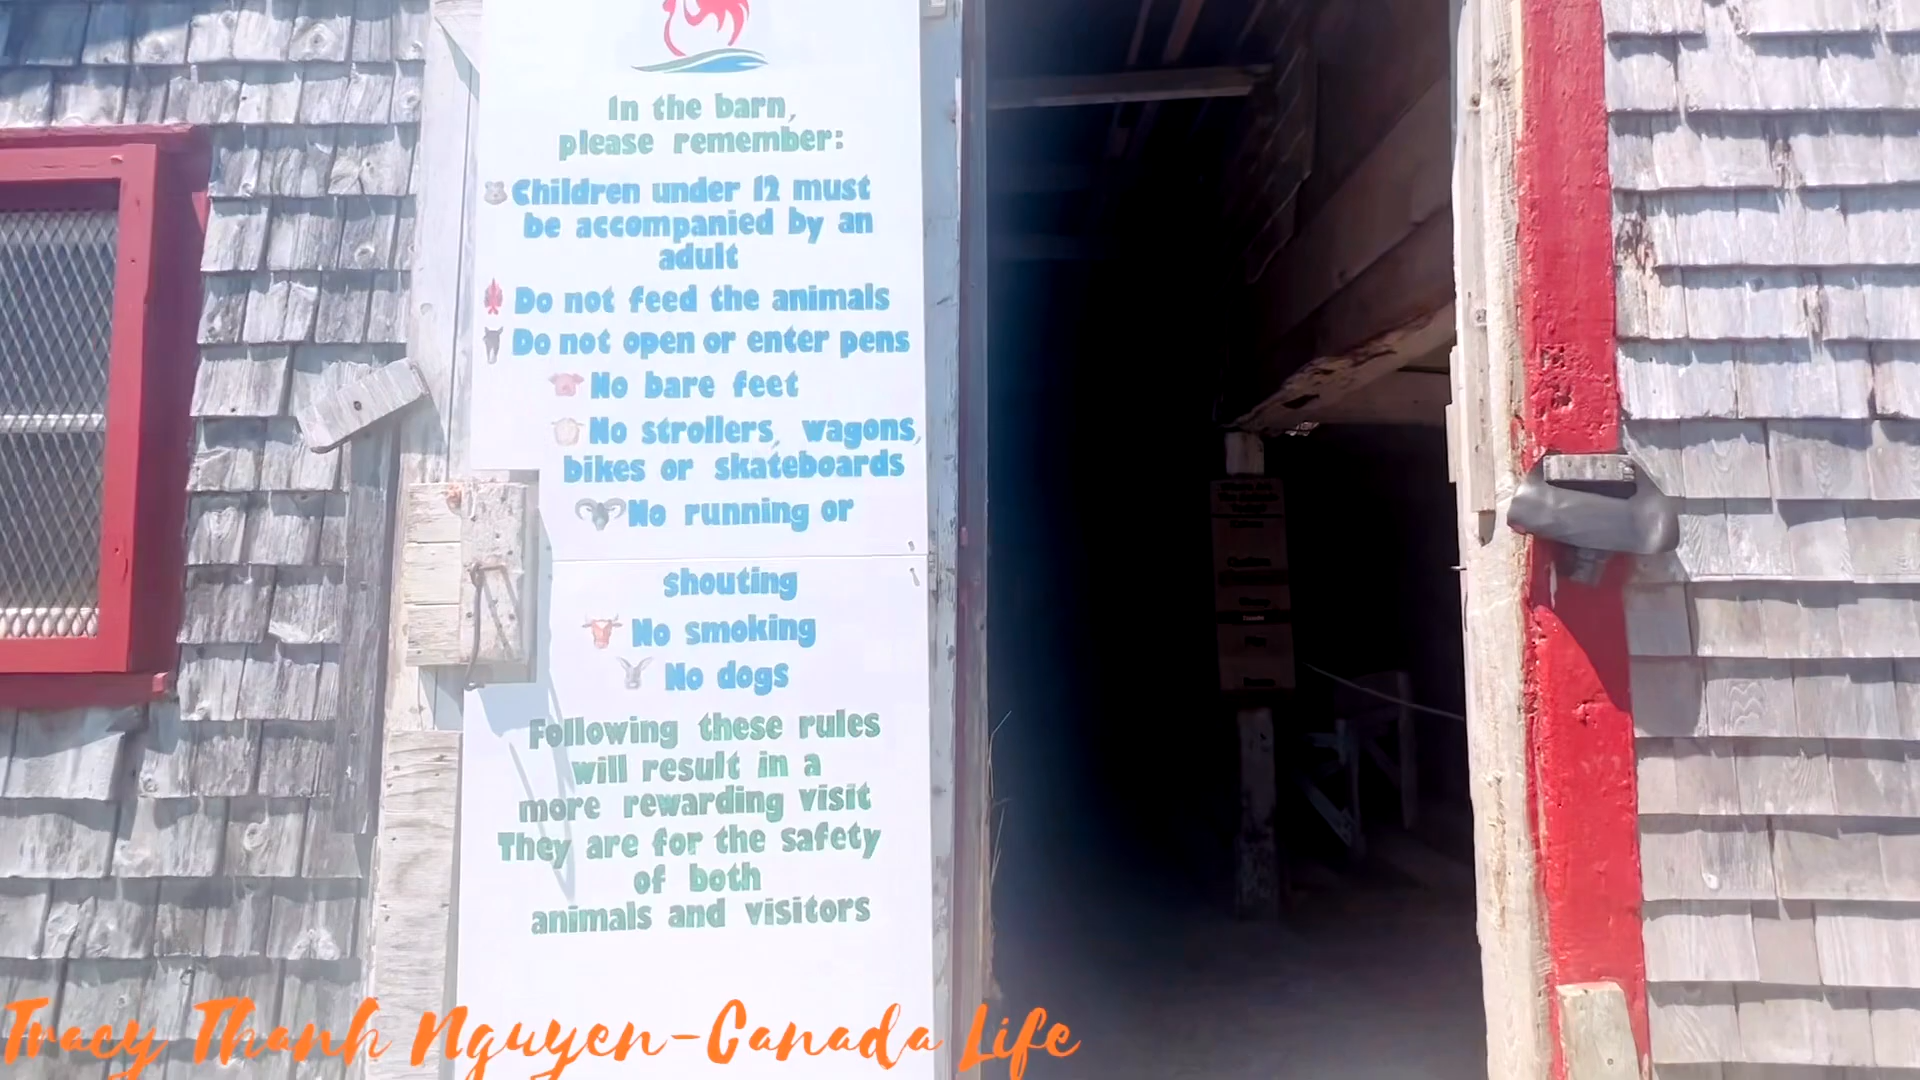 In the barn,
please remember:
Children under 12 must
be accompanied by an
adult
Do not feed the animals
Do not open or enter pens
No bare feet
No strollers, wagons,
bikes or skateboards
No running or
shouting
No smoking
No dogs
Following these rules
will result in a
more rewarding visit
They are for the safety
of both
animals and visitors
Tracy Thanh Nguyen-Canada Life